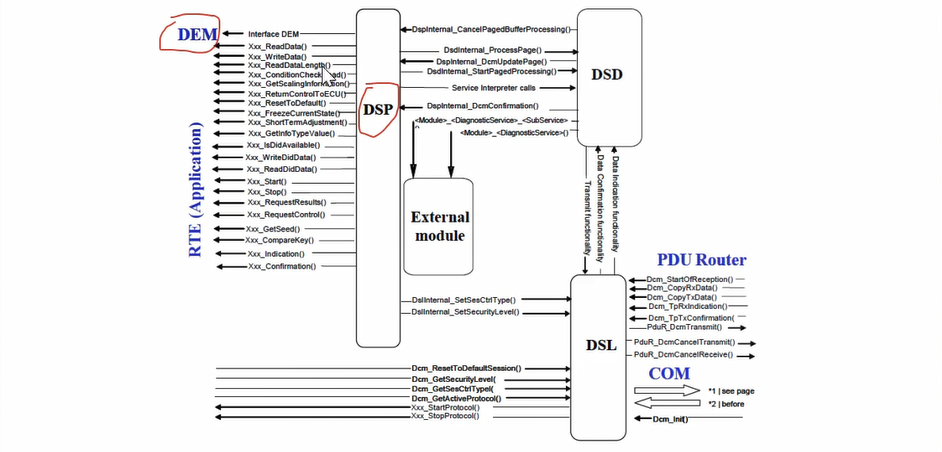 DEM
Interface DEM
Xxx_ReadData()
Xxx_WriteData()
Xxx_ReadDataLength()
Xxx_GetScalingInformation()
Xxx_ReturnControlToECU()
Xxx_ResetToDefault()
Xxx_FreezeCurrentState()
Xxx_ShortTermAdjustment()
Xxx_GetInfoTypeValue()
Xxx_IsDidAvailable()
Xxx_WriteDidData()
Xxx_ReadDidData()
Xxx_Start()
Xxx_Stop()
Xxx_RequestResults()
Xxx_RequestControl()
Xxx_GetSeed()
Xxx_CompareKey()
Xxx_Indication()
Xxx_Confirmation()
RTE (Application)
DSP
DspInternal_CancelPagedBufferProcessing()
DsdInternal_ProcessPage()
DspInternal_DcmUpdatePage()
DsdInternal_StartPagedProcessing()
Service Interpreter calls
DspInternal_DcmConfirmation()
<Module>_<DiagnosticService>_<SubService>
<Module>_<DiagnosticService>()
DSD
External
module
Transmit functionality
Data Confirmation functionality
Data Indication functionality
DslInternal_SetSesCtrlType()
DslInternal_SetSecurityLevel()
DSL
PDU Router
Dcm_StartOfReception()
Dcm_CopyRxData()
Dcm_CopyTxData()
Dcm_TpRxIndication()
Dcm_TpTxConfirmation(
PduR_DcmTransmit()
PduR_DcmCancelTransmit()
PduR_DcmCancelReceive()
COM
*1 | see page
*2 | before
Dcm_Init()
Dcm_ResetToDefaultSession()
Dcm_GetSecurityLevel(
Dcm_GetSesCtrlTypel(
Dcm_GetActiveProtocol()
Xxx_StartProtocol()
Xxx_StopProtocol()